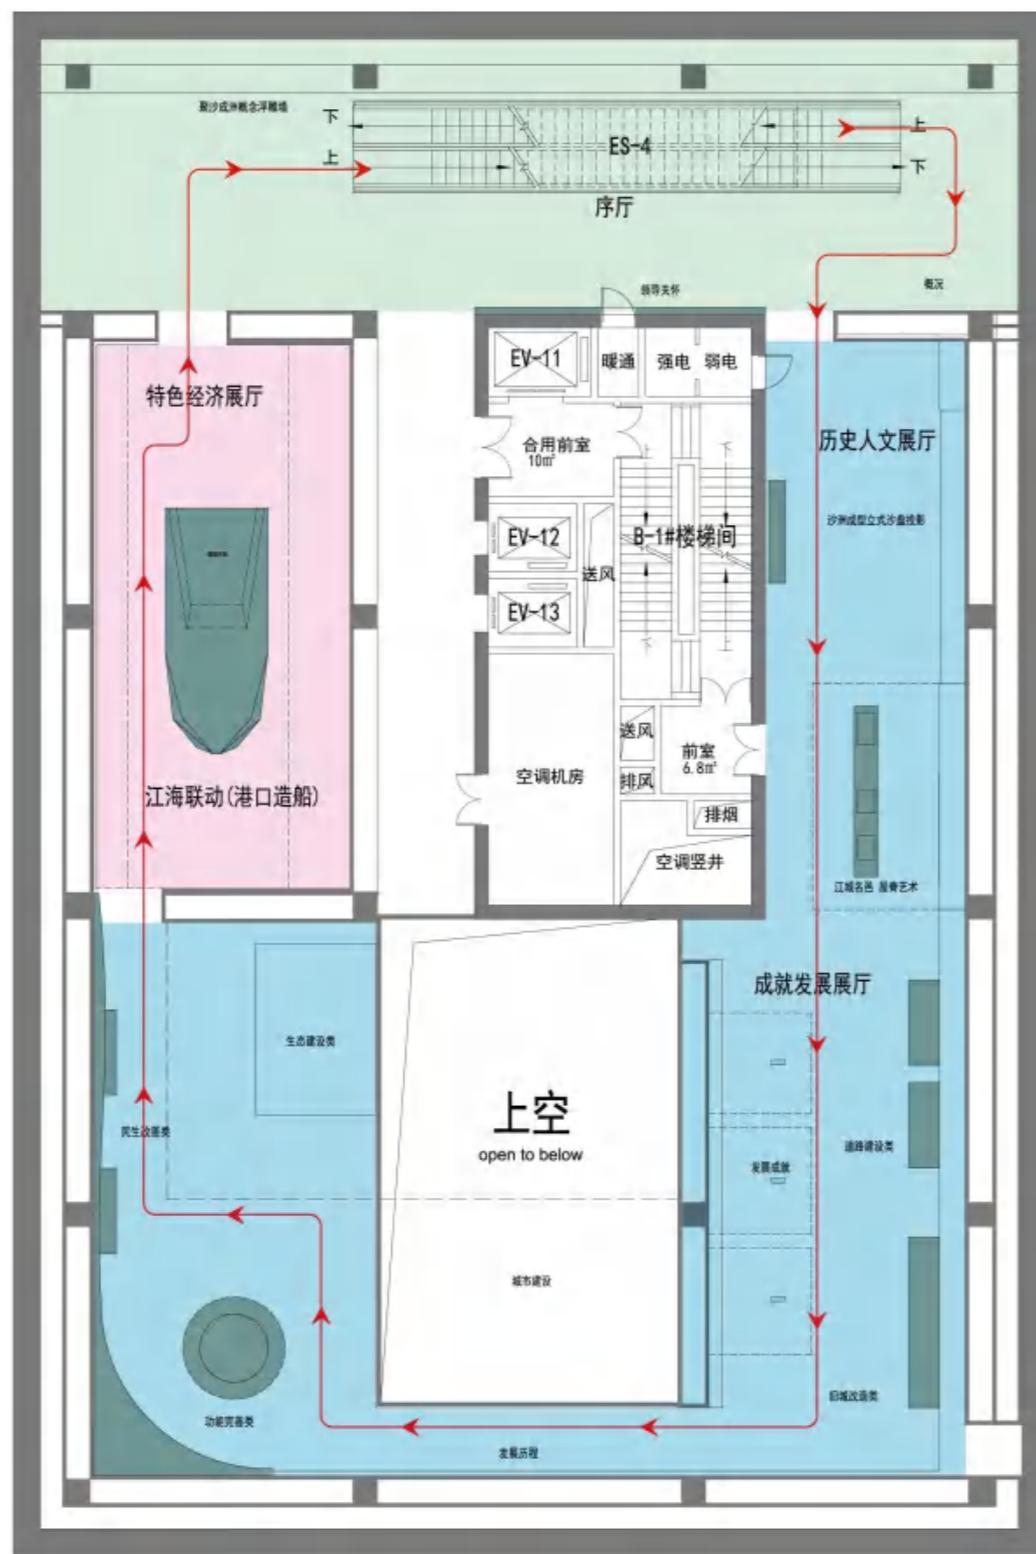 聚沙成洲概念浮雕墙
下
上
ES-4
上
下
序厅
领导关怀
概况
EV-11
暖通
强电
弱电
特色经济展厅
合用前室
10㎡
下
下
历史人文展厅
沙洲成型立式沙盘投影
EV-12
B-1#楼梯间
送风
EV-13
下
上
送风
前室
6.8㎡
排风
空调机房
江海联动(港口造船)
排烟
空调竖井
江城名邑
成就发展展厅
生态建设类
上空
open to below
民生改善类
道路建设类
发展成就
城市建设
旧城改造类
功能完善类
发展历程